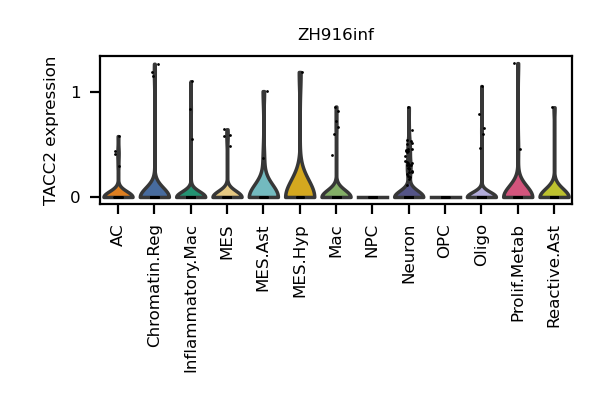 ZH916inf
TACC2 expression
1
0
AC
Chromatin.Reg
Inflammatory.Mac
MES
MES.Ast
MES.Hyp
Mac
NPC
Neuron
OPC
Oligo
Prolif.Metab
Reactive.Ast